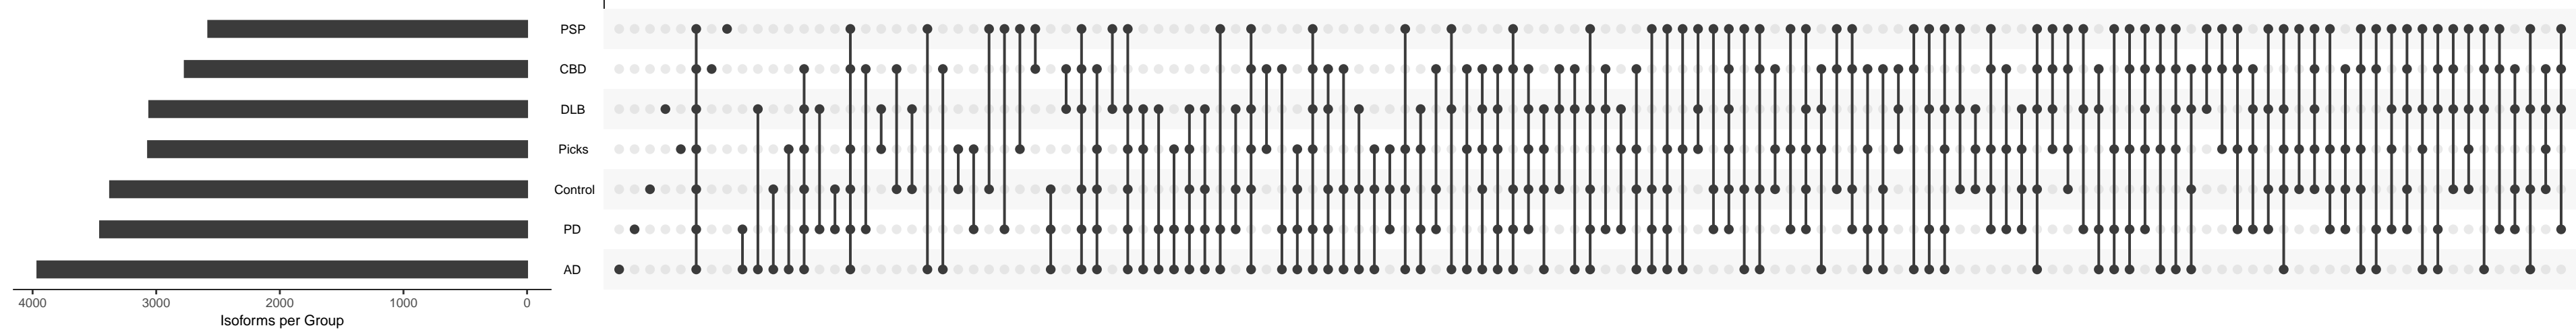 PSP
CBD
DLB
Picks
Control
PD
AD
4000 3000 2000 1000 0
Isoforms per Group